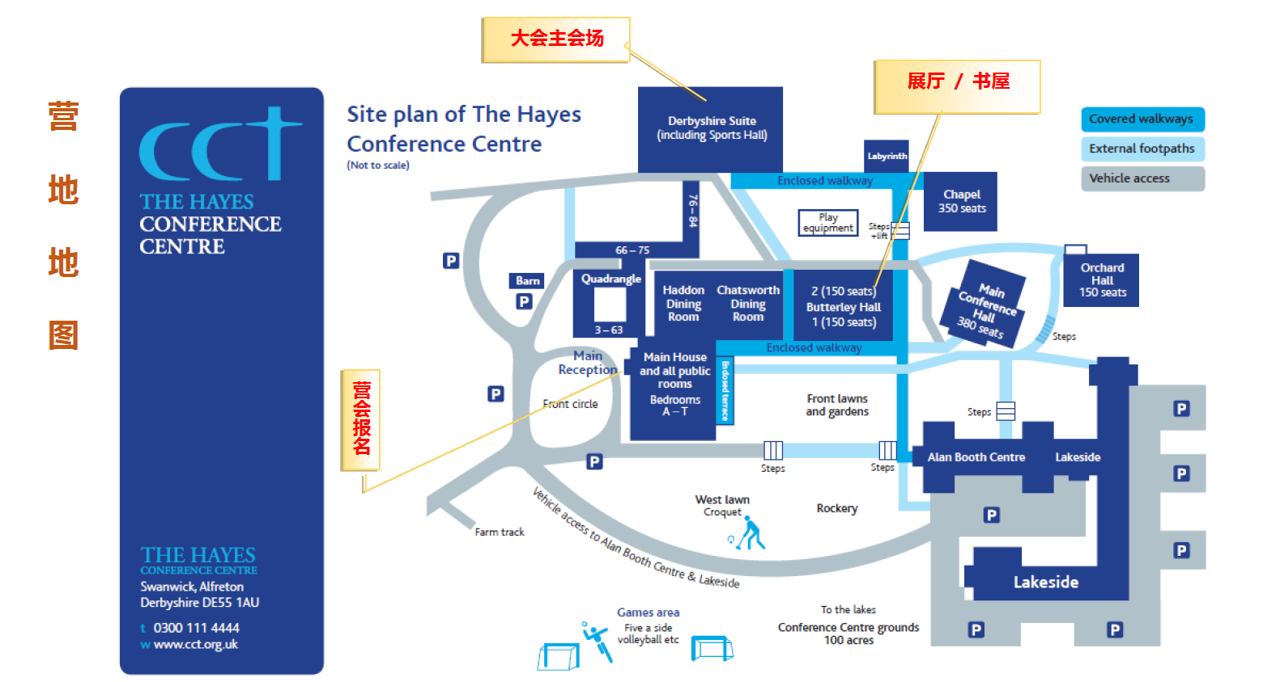 营
地
地
图
cct
THE HAYES
CONFERENCE
CENTRE
THE HAYES
CONFERENCE CENTRE
Swanwick, Alfreton
Derbyshire DE55 1AU
t 0300 111 4444
w www.cct.org.uk
Site plan of The Hayes
Conference Centre
(Not to scale)
大会主会场
展厅 / 书屋
营会报名
Covered walkways
External footpaths
Vehicle access
Derbyshire Suite
(including Sports Hall)
Labyrinth
Enclosed walkway
Chapel
350 seats
Play
equipment
Steps
+lift
76 – 84
66 – 75
P
Barn
P
Quadrangle
3 – 63
Haddon
Dining
Room
Chatsworth
Dining
Room
2 (150 seats)
Butterley Hall
1 (150 seats)
Main
Conference
Hall
380 seats
Orchard
Hall
150 seats
Steps
Enclosed walkway
Main
Reception
Main House
and all public
rooms
Bedrooms
A – T
Enclosed terrace
P
Front circle
Front lawns
and gardens
Steps
P
P
Steps
Steps
Alan Booth Centre
Lakeside
P
Vehicle access to Alan Booth Centre & Lakeside
Farm track
West lawn
Croquet
Rockery
P
P
Lakeside
Games area
Five a side
volleyball etc
To the lakes
Conference Centre grounds
100 acres
P
P